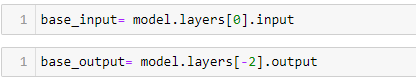 1 base_input= model.layers[0].input
1 base_output= model.layers[-2].output